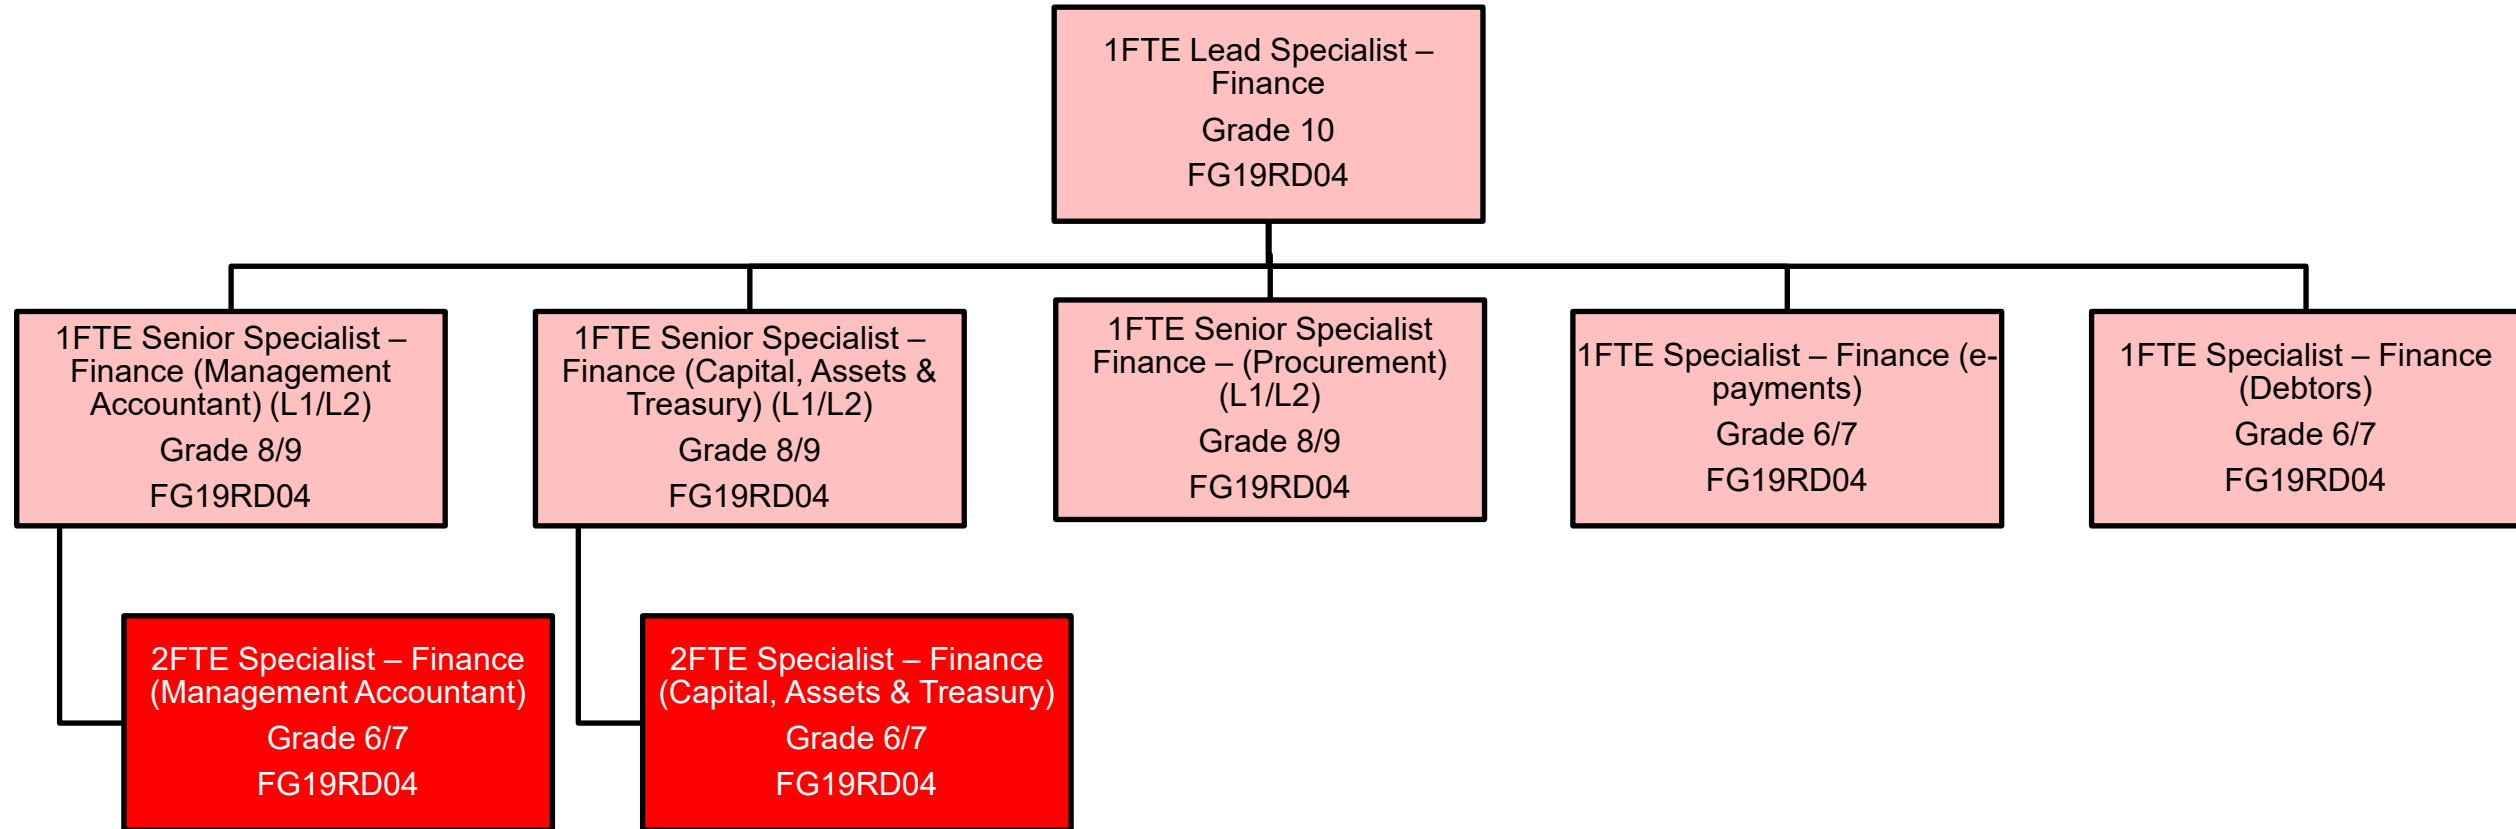 1FTE Lead Specialist –
Finance
Grade 10
FG19RD04
1FTE Senior Specialist –
Finance (Management
Accountant) (L1/L2)
Grade 8/9
FG19RD04
1FTE Senior Specialist –
Finance (Capital, Assets &
Treasury) (L1/L2)
Grade 8/9
FG19RD04
1FTE Senior Specialist
Finance – (Procurement)
(L1/L2)
Grade 8/9
FG19RD04
1FTE Specialist – Finance (e-
payments)
Grade 6/7
FG19RD04
1FTE Specialist – Finance
(Debtors)
Grade 6/7
FG19RD04
2FTE Specialist – Finance
(Management Accountant)
Grade 6/7
FG19RD04
2FTE Specialist – Finance
(Capital, Assets & Treasury)
Grade 6/7
FG19RD04